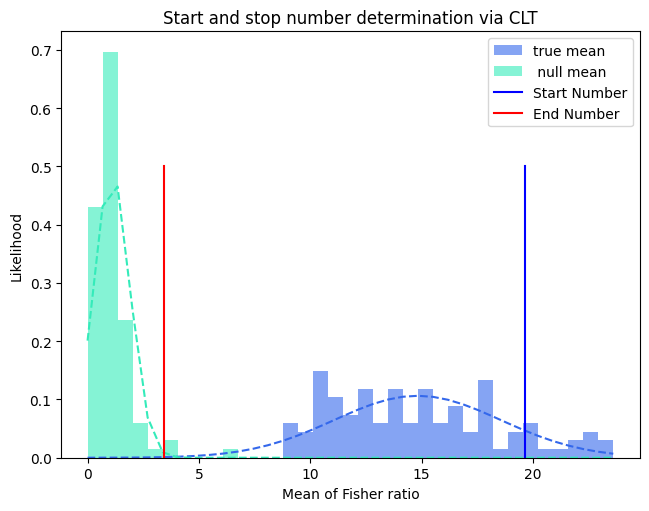 Start and stop number determination via CLT
true mean
null mean
Start Number
End Number
Likelihood
0.7
0.6
0.5
0.4
0.3
0.2
0.1
0.0
0 5 10 15 20
Mean of Fisher ratio